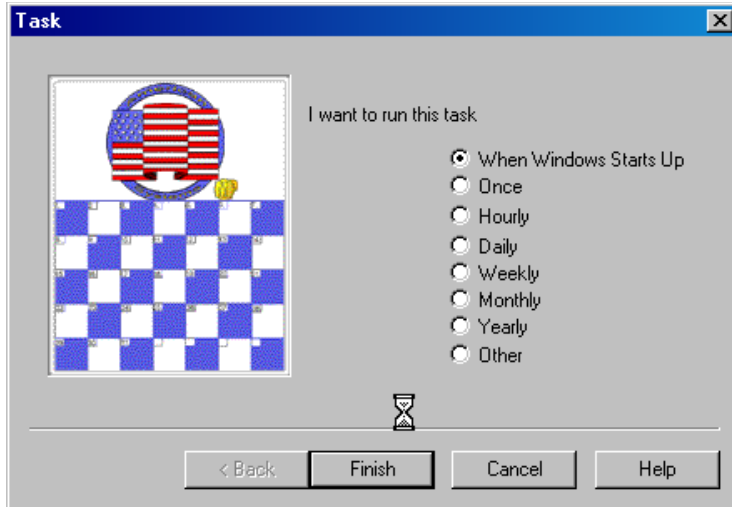 Task
I want to run this task
When Windows Starts Up
Once
Hourly
Daily
Weekly
Monthly
Yearly
Other
< Back
Finish
Cancel
Help